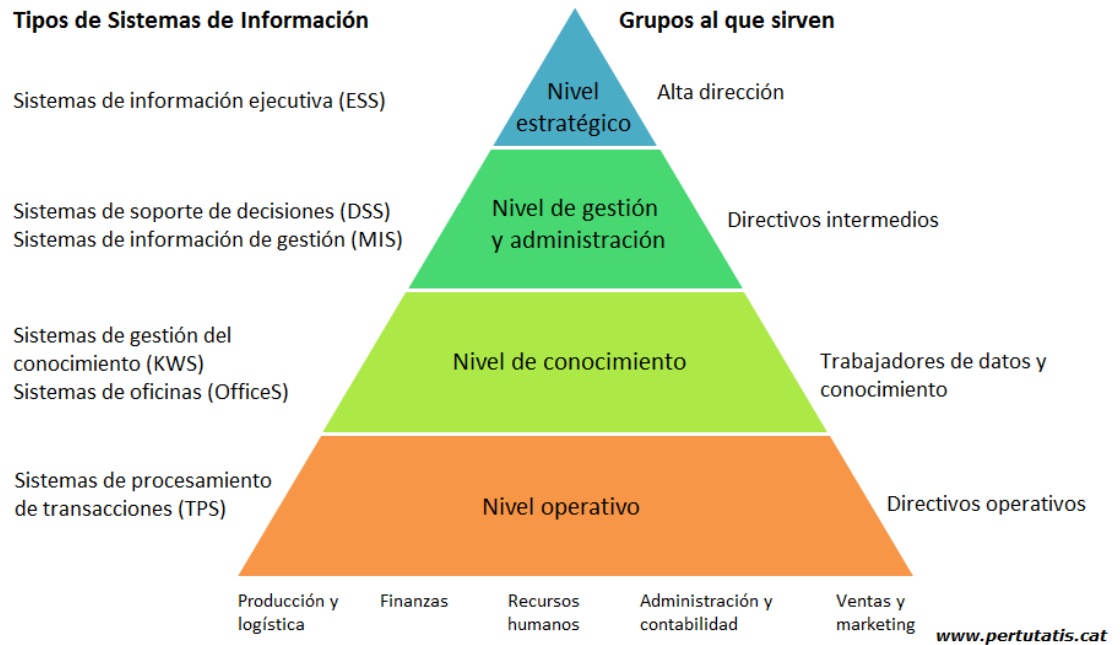 Tipos de Sistemas de Información
Grupos al que sirven
Sistemas de información ejecutiva (ESS)
Nivel
estratégico
Alta dirección
Sistemas de soporte de decisiones (DSS)
Sistemas de información de gestión (MIS)
Nivel de gestión
y administración
Directivos intermedios
Sistemas de gestión del
conocimiento (KWS)
Sistemas de oficinas (OfficeS)
Nivel de conocimiento
Trabajadores de datos y
conocimiento
Sistemas de procesamiento
de transacciones (TPS)
Nivel operativo
Directivos operativos
Producción y
logística
Finanzas
Recursos
humanos
Administración y
contabilidad
Ventas y
marketing
www.pertutatis.cat